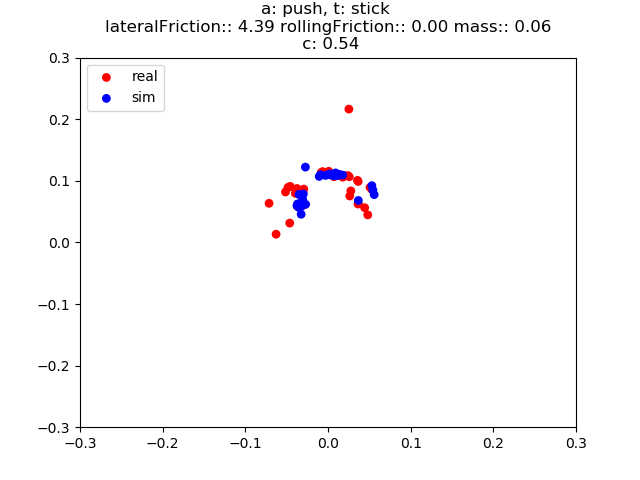 a: push, t: stick
lateralFriction:: 4.39 rollingFriction:: 0.00 mass:: 0.06
c: 0.54
real
sim
0.3
0.2
0.1
0.0
−0.1
−0.2
−0.3
−0.3 −0.2 −0.1 0.0 0.1 0.2 0.3